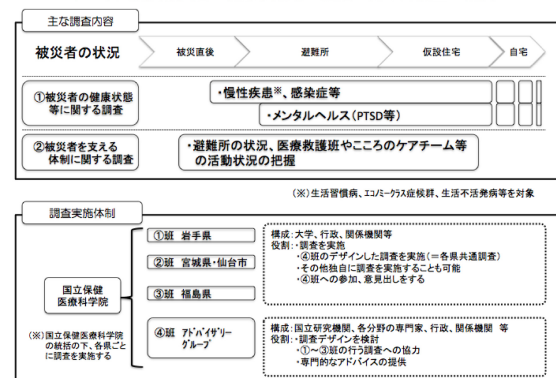 主な調査内容
被災者の状況
被災直後
避難所
仮設住宅
自宅
①被災者の健康状態
等に関する調査
・慢性疾患※、感染症等
・メンタルヘルス(PTSD等)
②被災者を支える
体制に関する調査
・避難所の状況、医療救護班やこころのケアチーム等
の活動状況の把握
(※)生活習慣病、エコノミークラス症候群、生活不活発病等を対象
調査実施体制
国立保健
医療科学院
(※)国立保健医療科学院
の統括の下、各県ごと
に調査を実施する
①班 岩手県
②班 宮城県・仙台市
③班 福島県
構成:大学、行政、関係機関等
役割:・調査を実施
・④班のデザインした調査を実施(=各県共通調査)
・その他独自に調査を実施することも可能
・④班への参加、意見出しをする
④班 アドバイザリー
グループ
構成:国立研究機関、各分野の専門家、行政、関係機関 等
役割:・調査デザインを検討
・①~③班の行う調査への協力
・専門的なアドバイスの提供